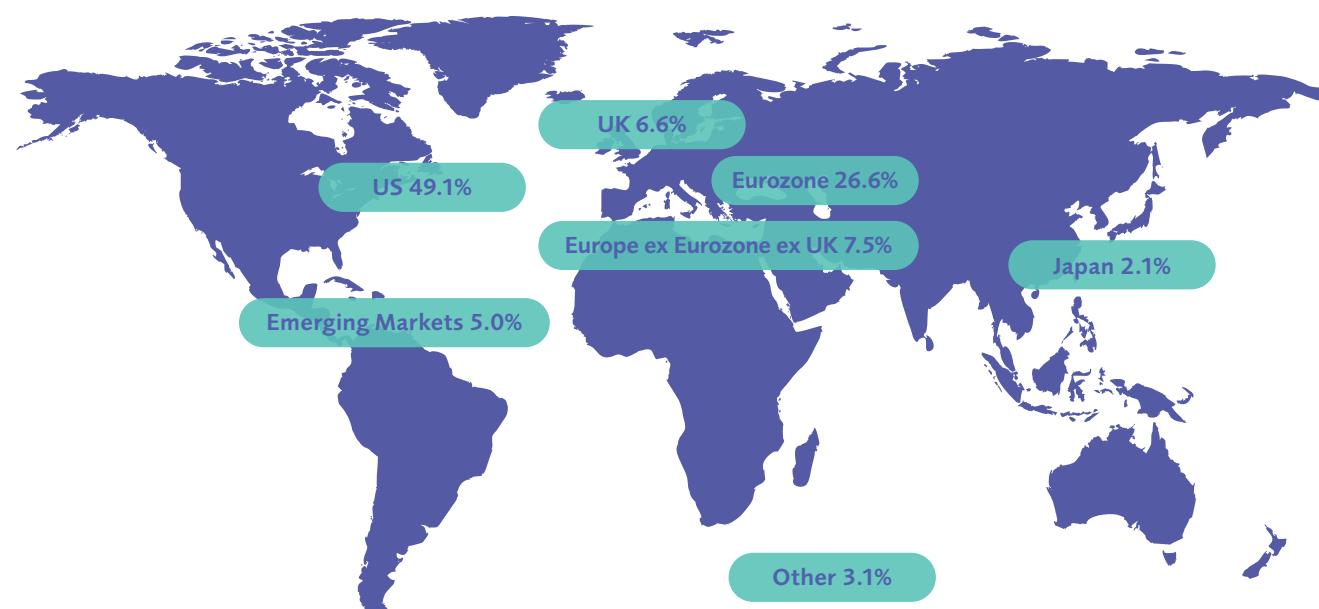 UK 6.6%
US 49.1%
Eurozone 26.6%
Europe ex Eurozone ex UK 7.5%
Japan 2.1%
Emerging Markets 5.0%
Other 3.1%